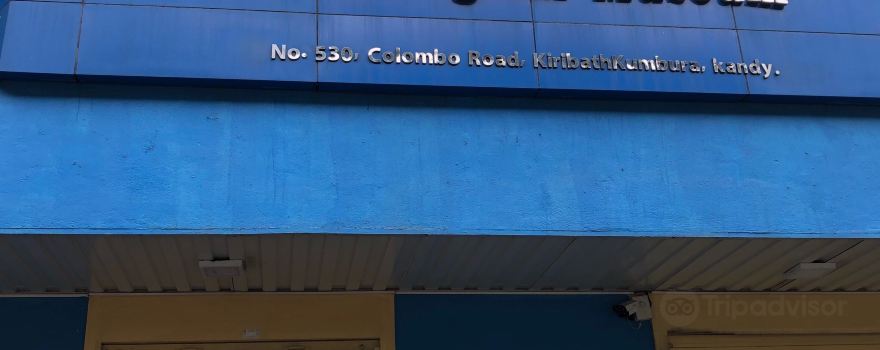 No. 530, Colombo Road, KiribathKumbura, kandy.
Tripadvisor